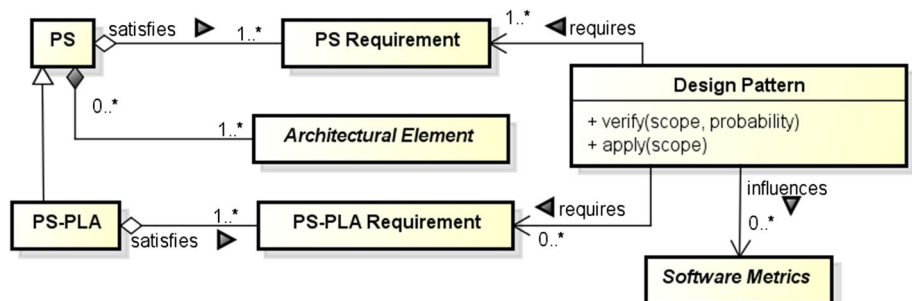 PS
satisfies
1..*
PS Requirement
1..*
requires
Design Pattern
+ verify(scope, probability)
+ apply(scope)
0..*
1..*
Architectural Element
PS-PLA
satisfies
1..*
PS-PLA Requirement
requires
0..*
influences
0..*
Software Metrics